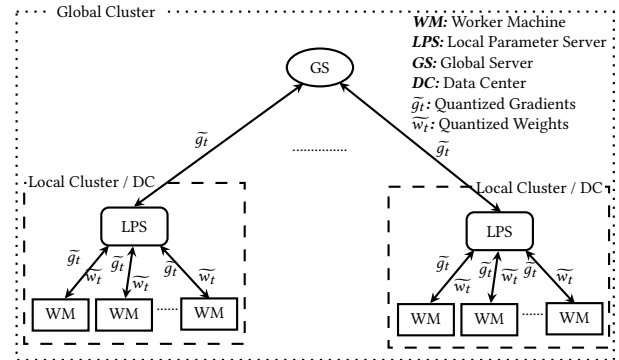 Global Cluster
WM: Worker Machine
LPS: Local Parameter Server
GS: Global Server
DC: Data Center
g̃t: Quantized Gradients
w̃t: Quantized Weights
GS
g̃t
g̃t
Local Cluster / DC
Local Cluster / DC
LPS
LPS
g̃t w̃t g̃t w̃t g̃t w̃t
g̃t w̃t g̃t w̃t g̃t w̃t
WM WM ...... WM
WM WM ...... WM